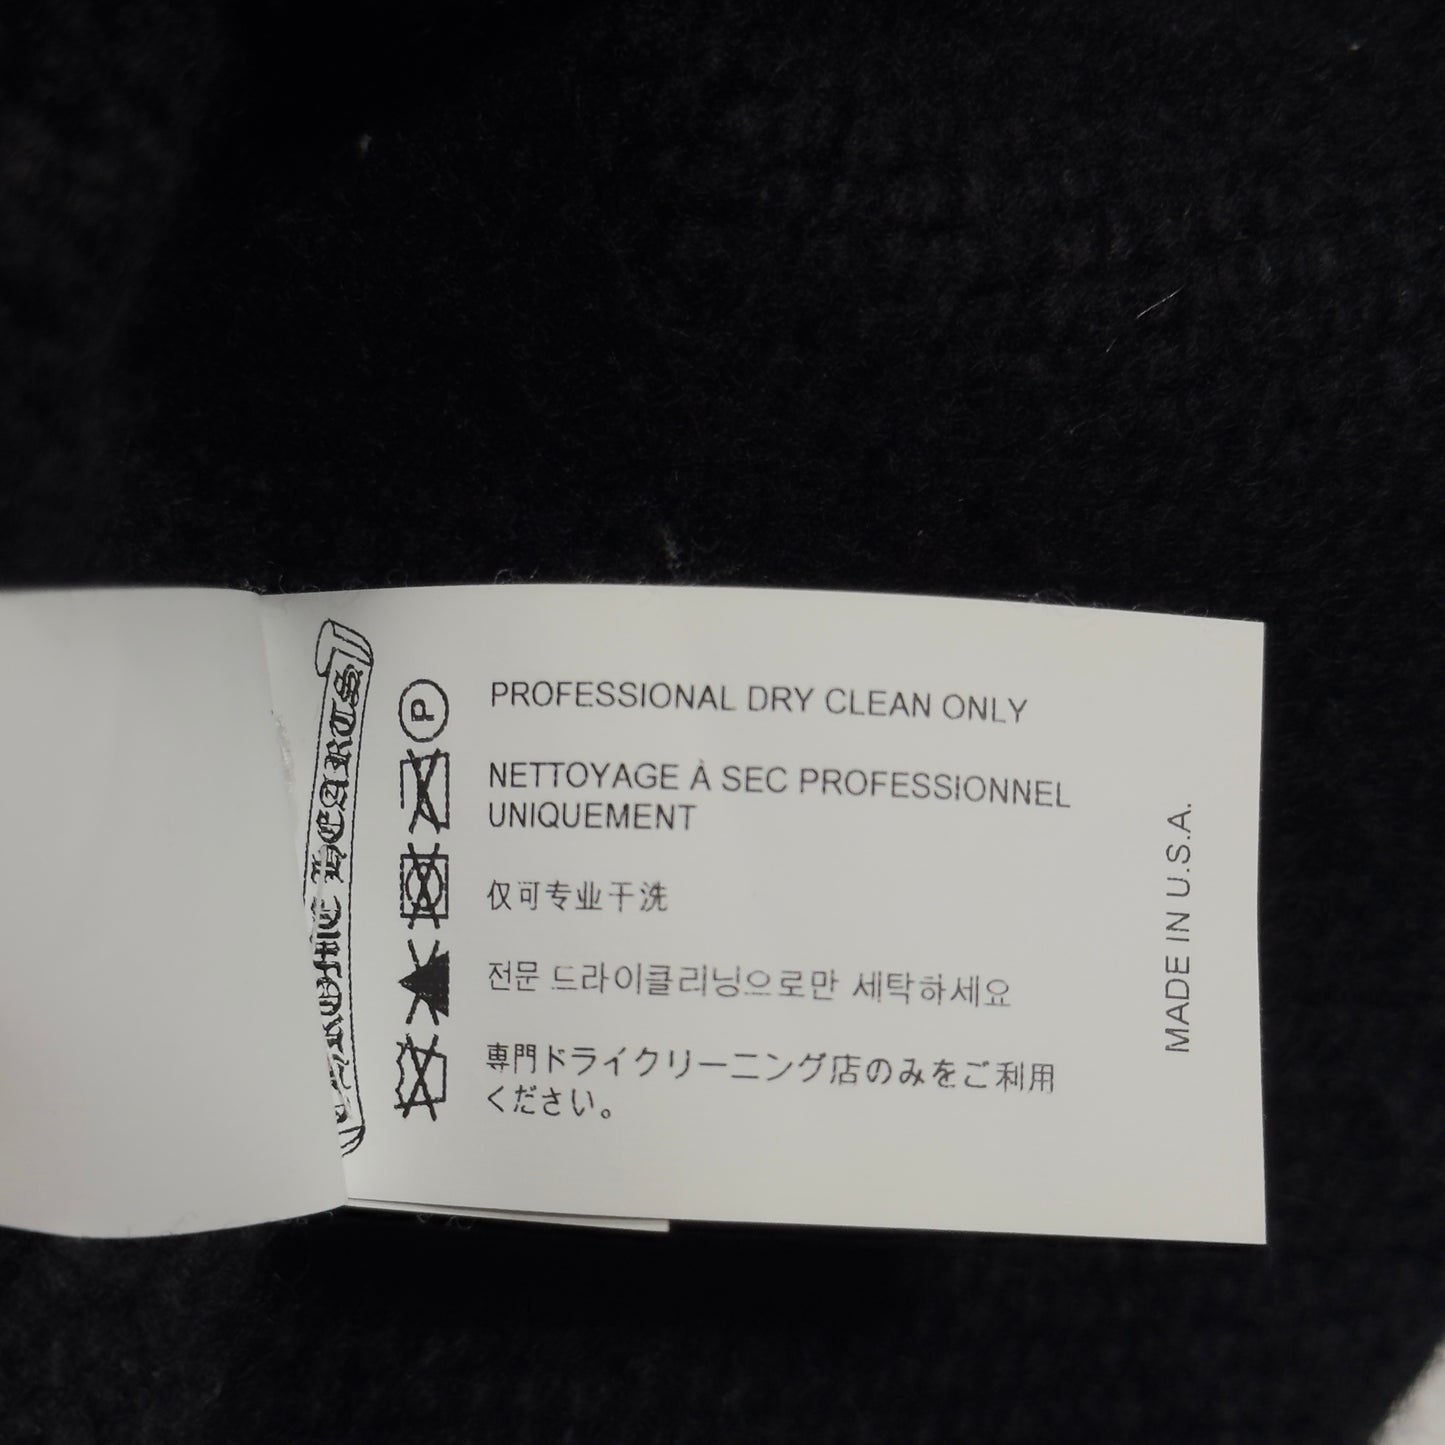 CHROME HEARTS
P
PROFESSIONAL DRY CLEAN ONLY
NETTOYAGE À SEC PROFESSIONNEL
UNIQUEMENT
仅可专业干洗
전문 드라이클리닝으로만 세탁하세요
専門ドライクリーニング店のみをご利用
ください。
MADE IN U.S.A.